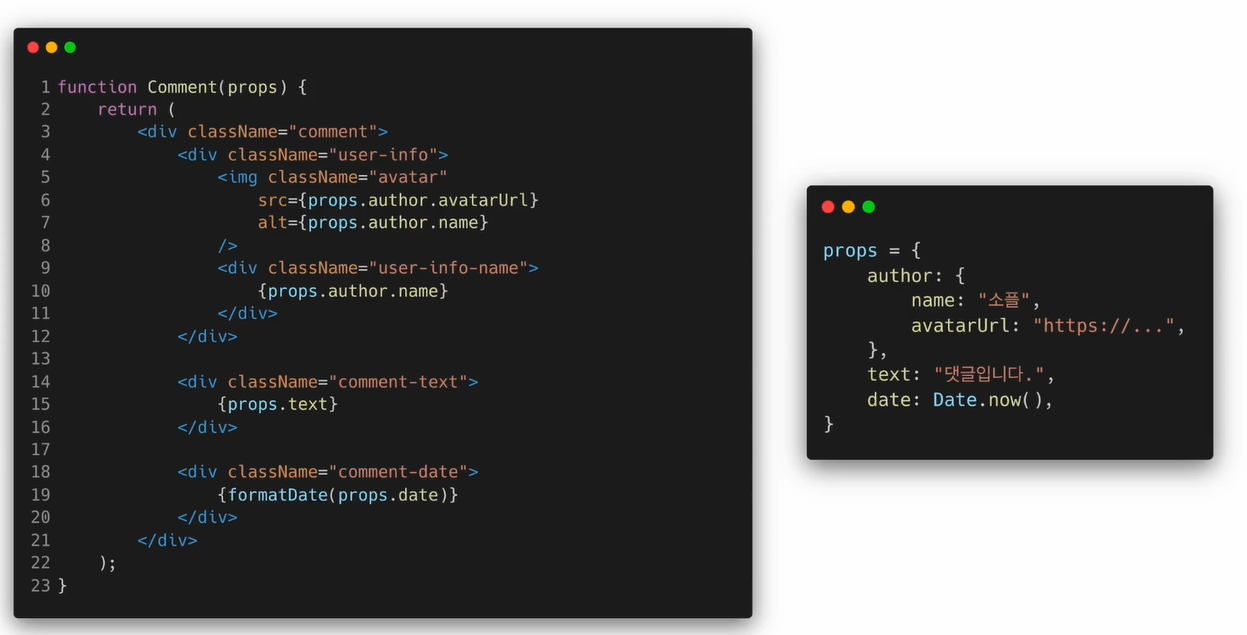 1 function Comment(props) {
2     return (
3         <div className="comment">
4             <div className="user-info">
5                 <img className="avatar"
6                     src={props.author.avatarUrl}
7                     alt={props.author.name}
8                 />
9                 <div className="user-info-name">
10                     {props.author.name}
11                 </div>
12             </div>
13
14             <div className="comment-text">
15                 {props.text}
16             </div>
17
18             <div className="comment-date">
19                 {formatDate(props.date)}
20             </div>
21         </div>
22     );
23 }
props = {
    author: {
        name: "소플",
        avatarUrl: "https://...",
    },
    text: "댓글입니다.",
    date: Date.now(),
}